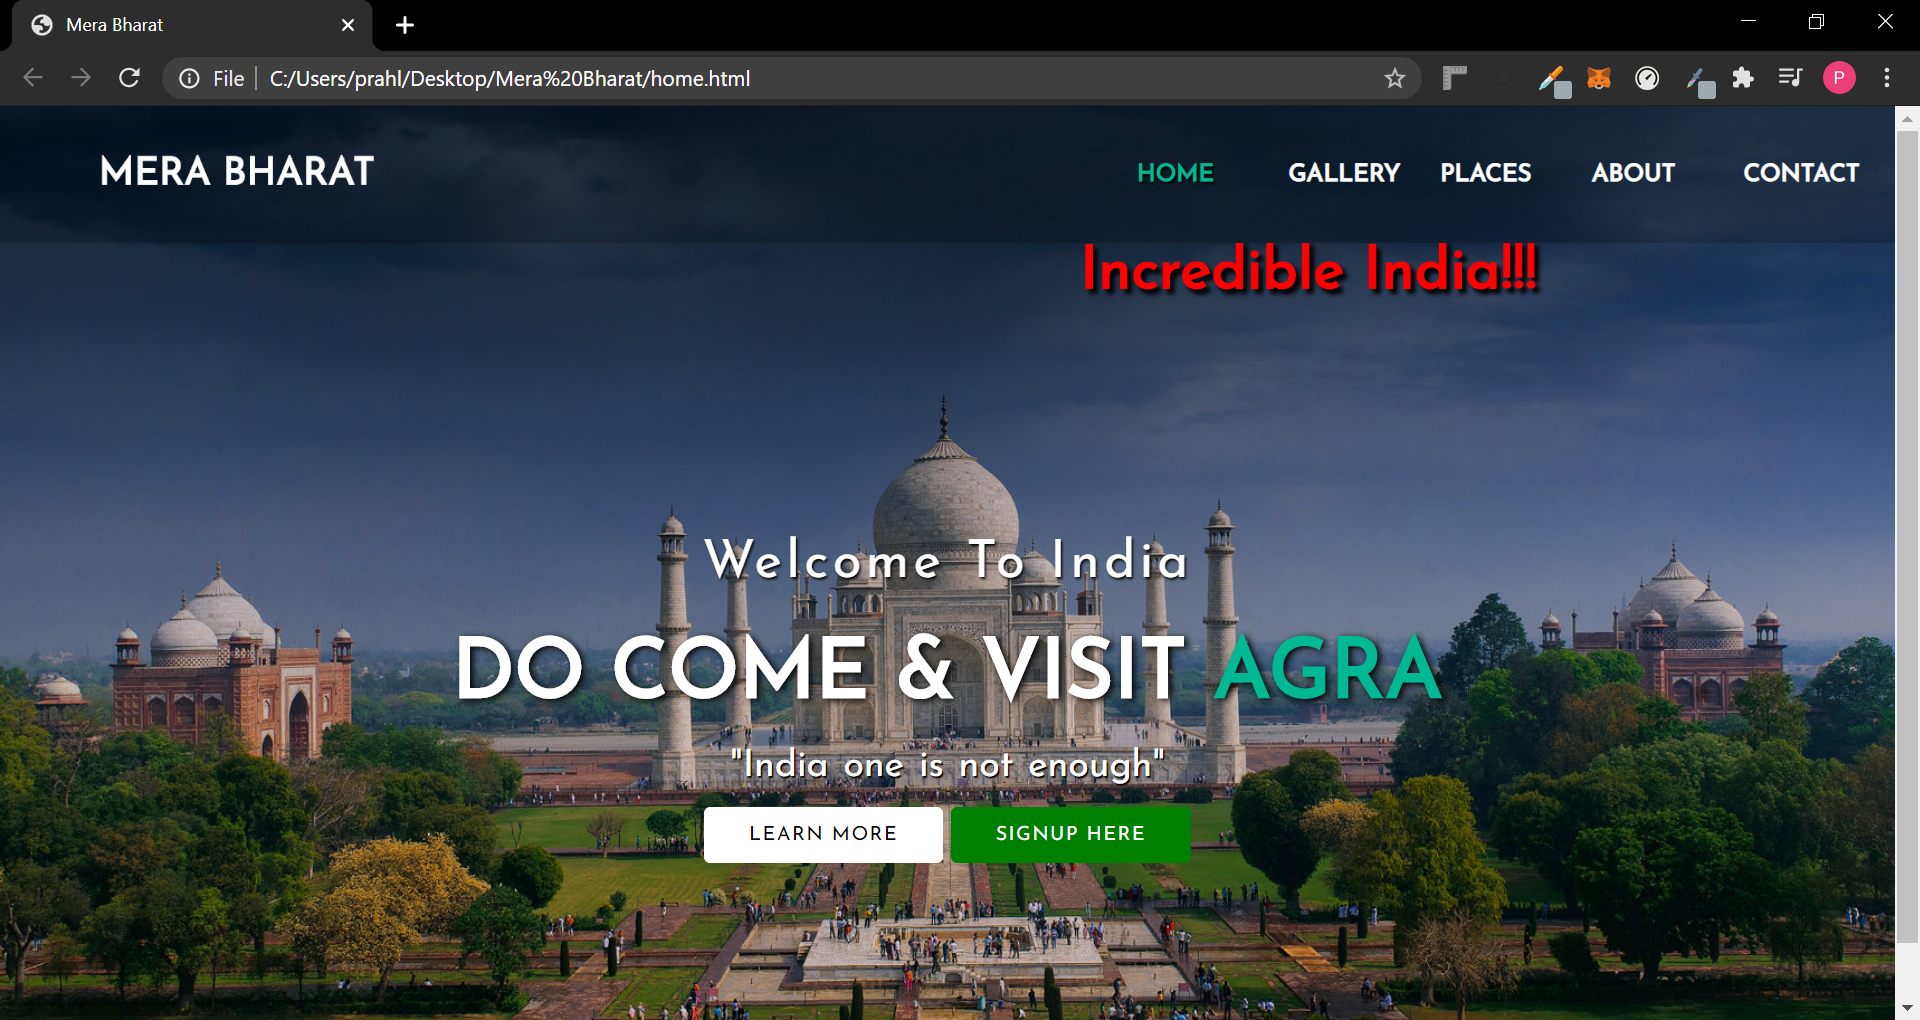 Mera Bharat
File C:/Users/prahl/Desktop/Mera%20Bharat/home.html
P
MERA BHARAT HOME GALLERY PLACES ABOUT CONTACT
Incredible India!!!
Welcome To India
DO COME & VISIT AGRA
"India one is not enough"
LEARN MORE SIGNUP HERE